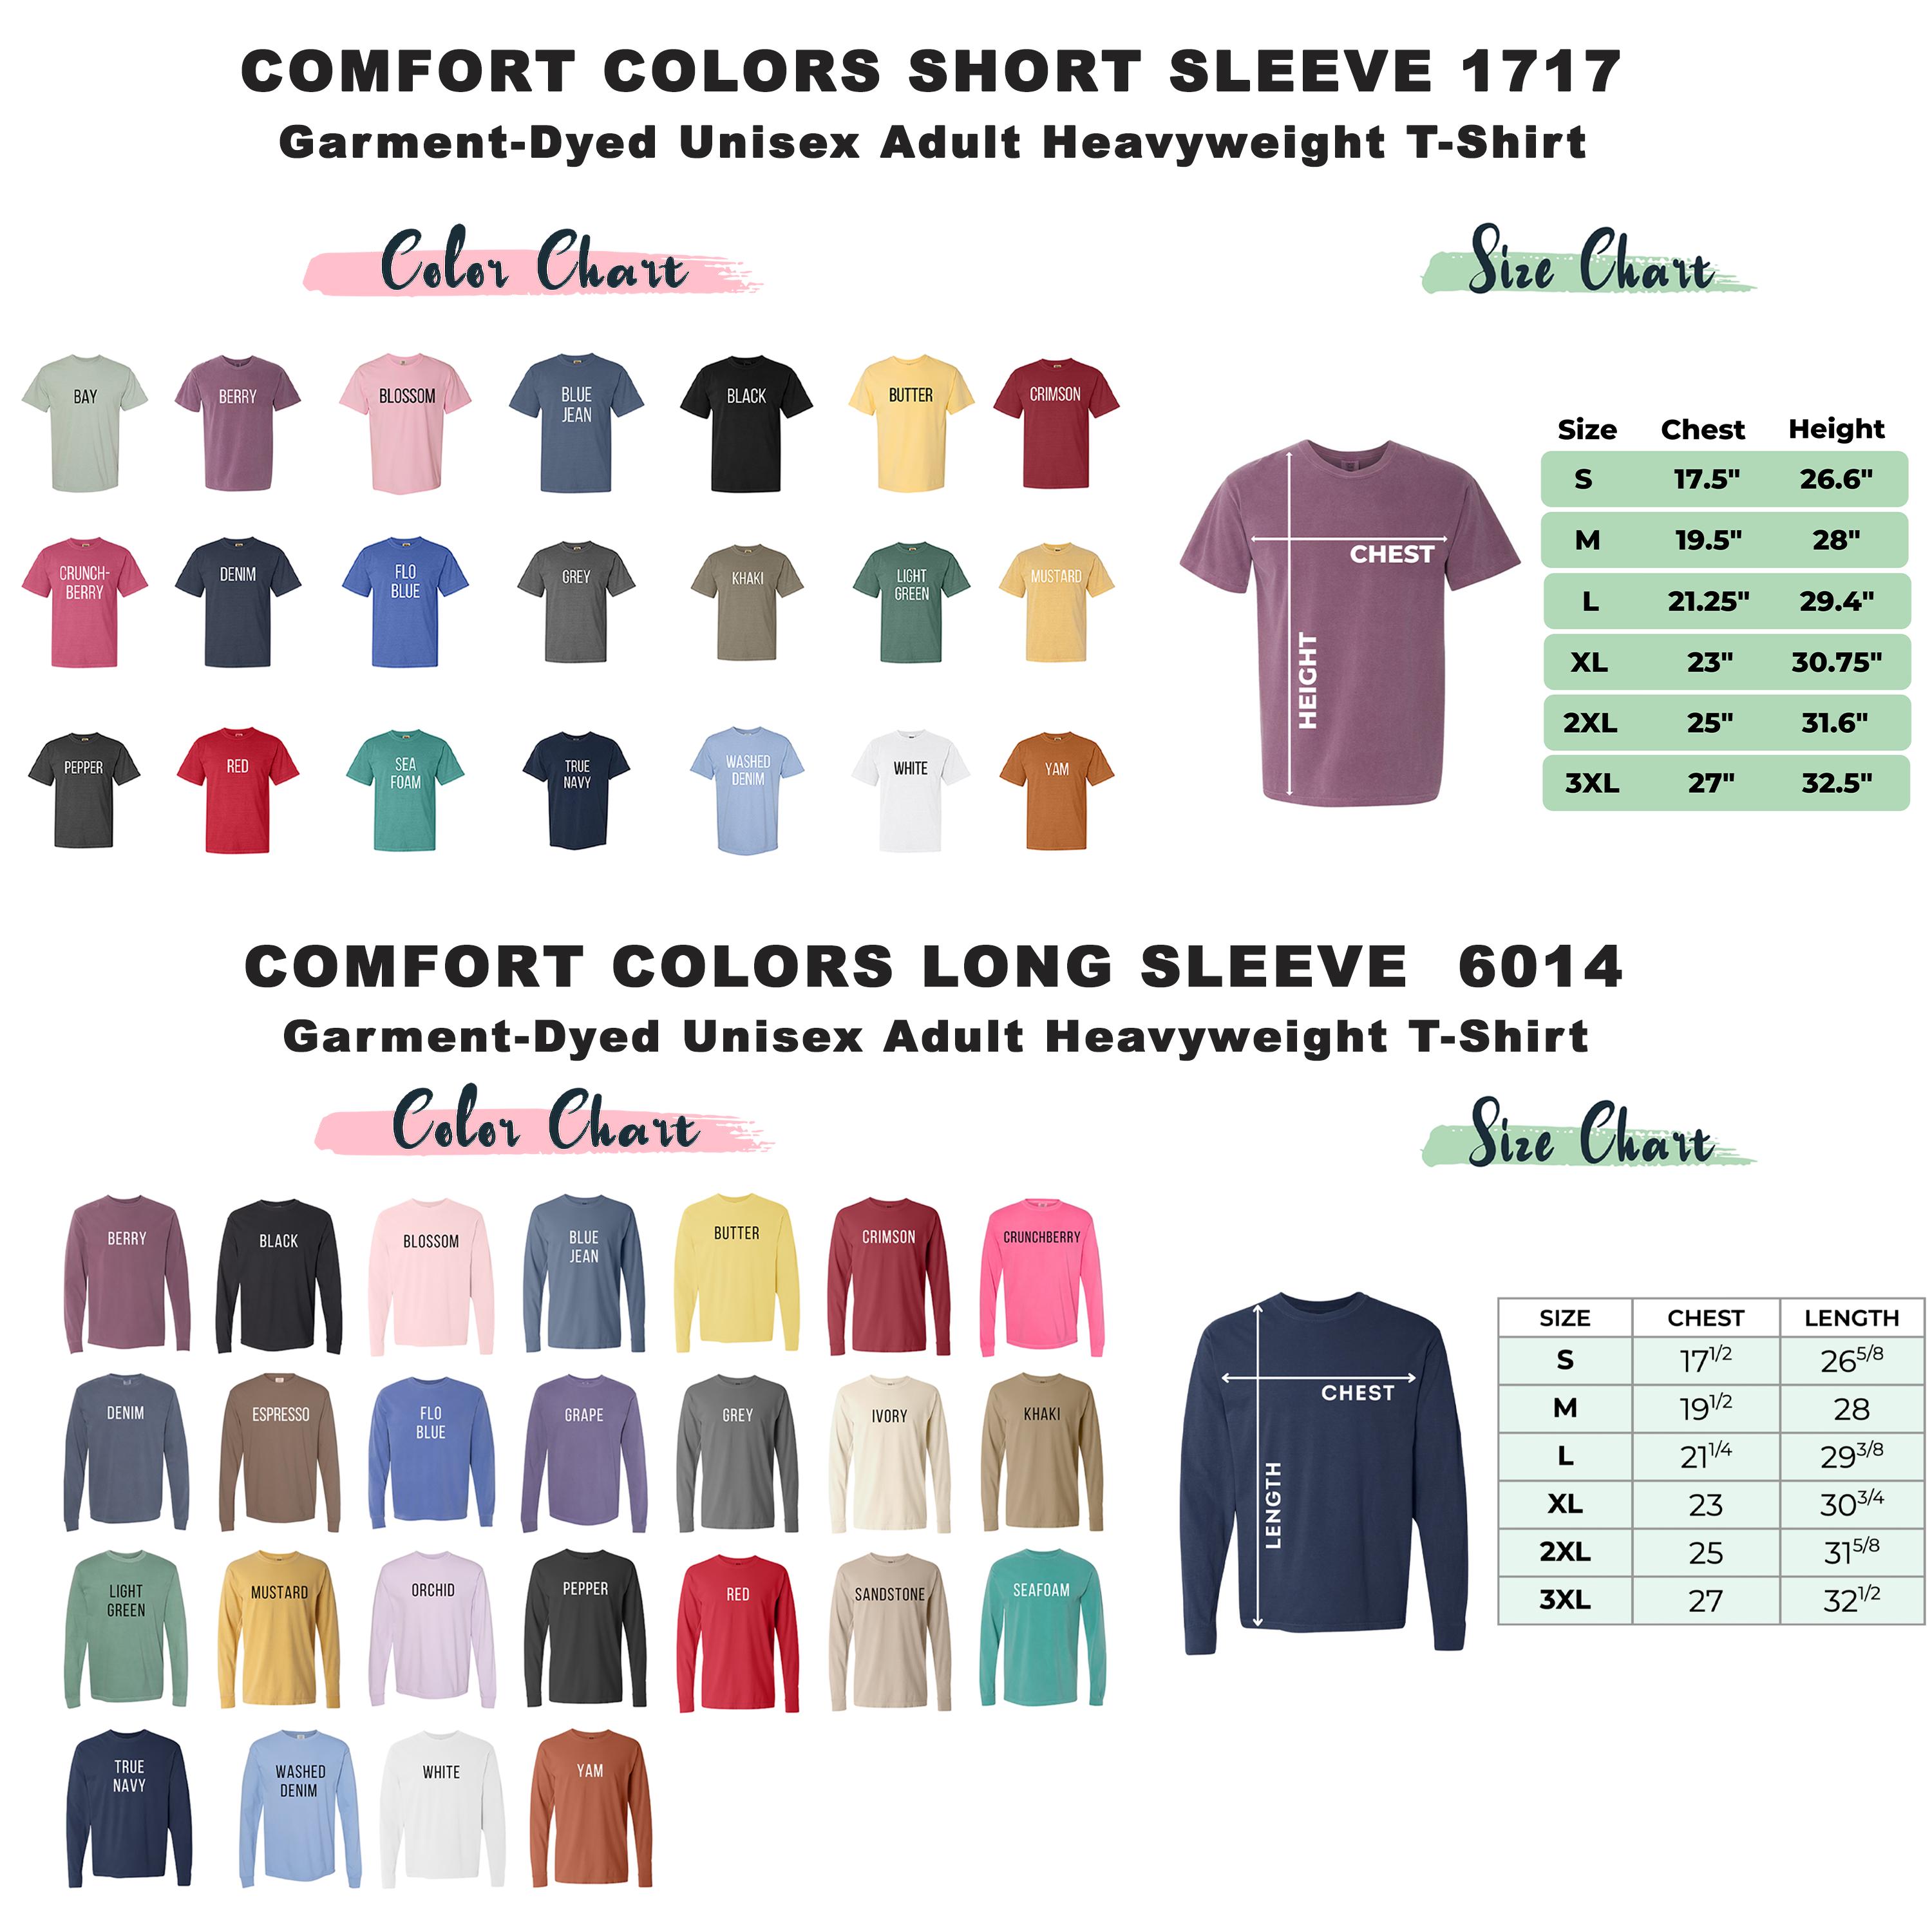 COMFORT COLORS SHORT SLEEVE 1717
Garment-Dyed Unisex Adult Heavyweight T-Shirt
Color Chart
Size Chart
BAY
BERRY
BLOSSOM
BLUE
JEAN
BLACK
BUTTER
CRIMSON
CRUNCH-
BERRY
DENIM
FLO
BLUE
GREY
KHAKI
LIGHT
GREEN
MUSTARD
PEPPER
RED
SEA
FOAM
TRUE
NAVY
WASHED
DENIM
WHITE
YAM
CHEST
HEIGHT
Size Chest Height
S 17.5" 26.6"
M 19.5" 28"
L 21.25" 29.4"
XL 23" 30.75"
2XL 25" 31.6"
3XL 27" 32.5"
COMFORT COLORS LONG SLEEVE 6014
Garment-Dyed Unisex Adult Heavyweight T-Shirt
Color Chart
Size Chart
BERRY
BLACK
BLOSSOM
BLUE
JEAN
BUTTER
CRIMSON
CRUNCHBERRY
DENIM
ESPRESSO
FLO
BLUE
GRAPE
GREY
IVORY
KHAKI
LIGHT
GREEN
MUSTARD
ORCHID
PEPPER
RED
SANDSTONE
SEAFOAM
TRUE
NAVY
WASHED
DENIM
WHITE
YAM
CHEST
LENGTH
SIZE CHEST LENGTH
S 17 1/2 26 5/8
M 19 1/2 28
L 21 1/4 29 3/8
XL 23 30 3/4
2XL 25 31 5/8
3XL 27 32 1/2